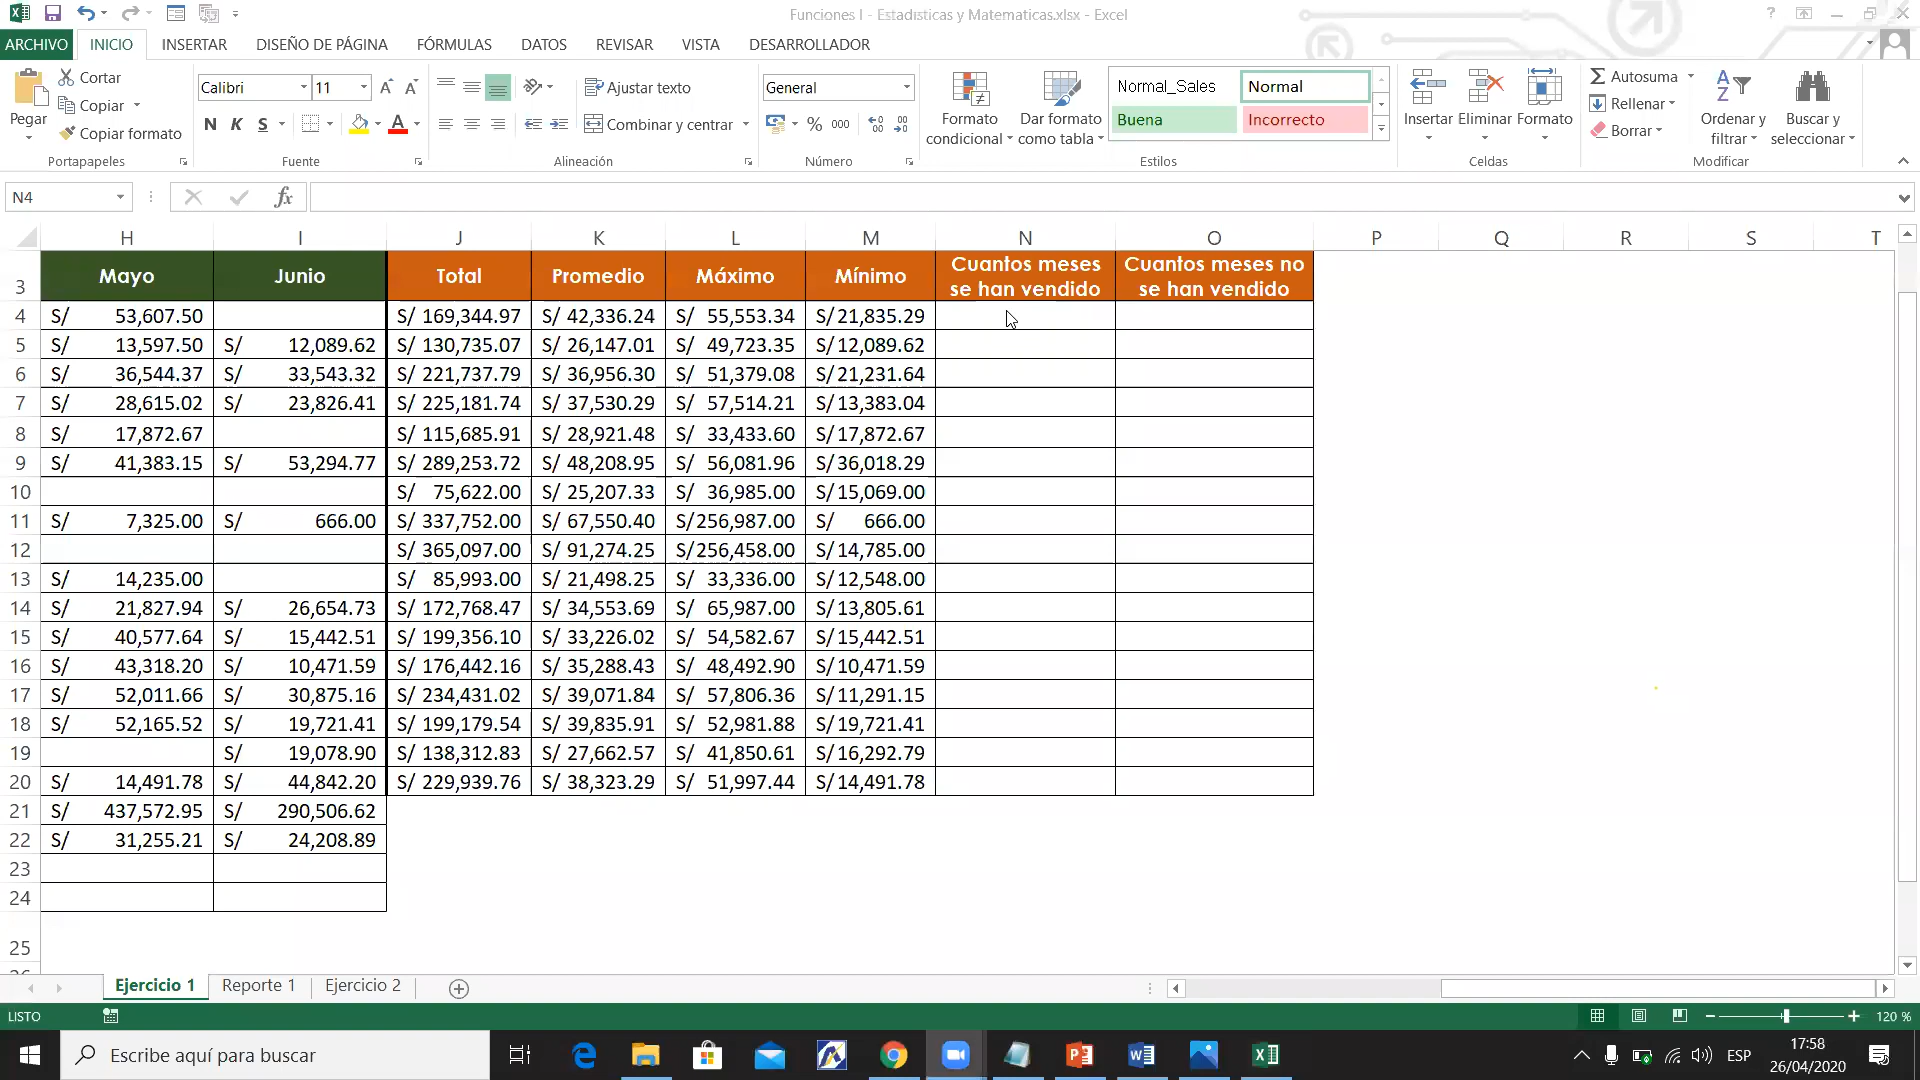 Funciones I - Estadisticas y Matematicas.xlsx - Excel
ARCHIVO INICIO INSERTAR DISEÑO DE PÁGINA FÓRMULAS DATOS REVISAR VISTA DESARROLLADOR
Pegar
Cortar
Copiar
Copiar formato
Portapapeles
Calibri 11
N K S
Fuente
Ajustar texto
Combinar y centrar
Alineación
General
% 000
Número
Formato condicional
Dar formato como tabla
Normal_Sales Normal
Buena Incorrecto
Estilos
Insertar Eliminar Formato
Celdas
Autosuma
Rellenar
Borrar
Ordenar y filtrar
Buscar y seleccionar
Modificar
N4 fx
H I J K L M N O P Q R S T
3 Mayo Junio Total Promedio Máximo Mínimo Cuantos meses se han vendido Cuantos meses no se han vendido
4 S/ 53,607.50 S/ 169,344.97 S/ 42,336.24 S/ 55,553.34 S/ 21,835.29
5 S/ 13,597.50 S/ 12,089.62 S/ 130,735.07 S/ 26,147.01 S/ 49,723.35 S/ 12,089.62
6 S/ 36,544.37 S/ 33,543.32 S/ 221,737.79 S/ 36,956.30 S/ 51,379.08 S/ 21,231.64
7 S/ 28,615.02 S/ 23,826.41 S/ 225,181.74 S/ 37,530.29 S/ 57,514.21 S/ 13,383.04
8 S/ 17,872.67 S/ 115,685.91 S/ 28,921.48 S/ 33,433.60 S/ 17,872.67
9 S/ 41,383.15 S/ 53,294.77 S/ 289,253.72 S/ 48,208.95 S/ 56,081.96 S/ 36,018.29
10 S/ 75,622.00 S/ 25,207.33 S/ 36,985.00 S/ 15,069.00
11 S/ 7,325.00 S/ 666.00 S/ 337,752.00 S/ 67,550.40 S/ 256,987.00 S/ 666.00
12 S/ 365,097.00 S/ 91,274.25 S/ 256,458.00 S/ 14,785.00
13 S/ 14,235.00 S/ 85,993.00 S/ 21,498.25 S/ 33,336.00 S/ 12,548.00
14 S/ 21,827.94 S/ 26,654.73 S/ 172,768.47 S/ 34,553.69 S/ 65,987.00 S/ 13,805.61
15 S/ 40,577.64 S/ 15,442.51 S/ 199,356.10 S/ 33,226.02 S/ 54,582.67 S/ 15,442.51
16 S/ 43,318.20 S/ 10,471.59 S/ 176,442.16 S/ 35,288.43 S/ 48,492.90 S/ 10,471.59
17 S/ 52,011.66 S/ 30,875.16 S/ 234,431.02 S/ 39,071.84 S/ 57,806.36 S/ 11,291.15
18 S/ 52,165.52 S/ 19,721.41 S/ 199,179.54 S/ 39,835.91 S/ 52,981.88 S/ 19,721.41
19 S/ 19,078.90 S/ 138,312.83 S/ 27,662.57 S/ 41,850.61 S/ 16,292.79
20 S/ 14,491.78 S/ 44,842.20 S/ 229,939.76 S/ 38,323.29 S/ 51,997.44 S/ 14,491.78
21 S/ 437,572.95 S/ 290,506.62
22 S/ 31,255.21 S/ 24,208.89
23
24
25
Ejercicio 1 Reporte 1 Ejercicio 2
LISTO 120 %
Escribe aquí para buscar
ESP 17:58
26/04/2020